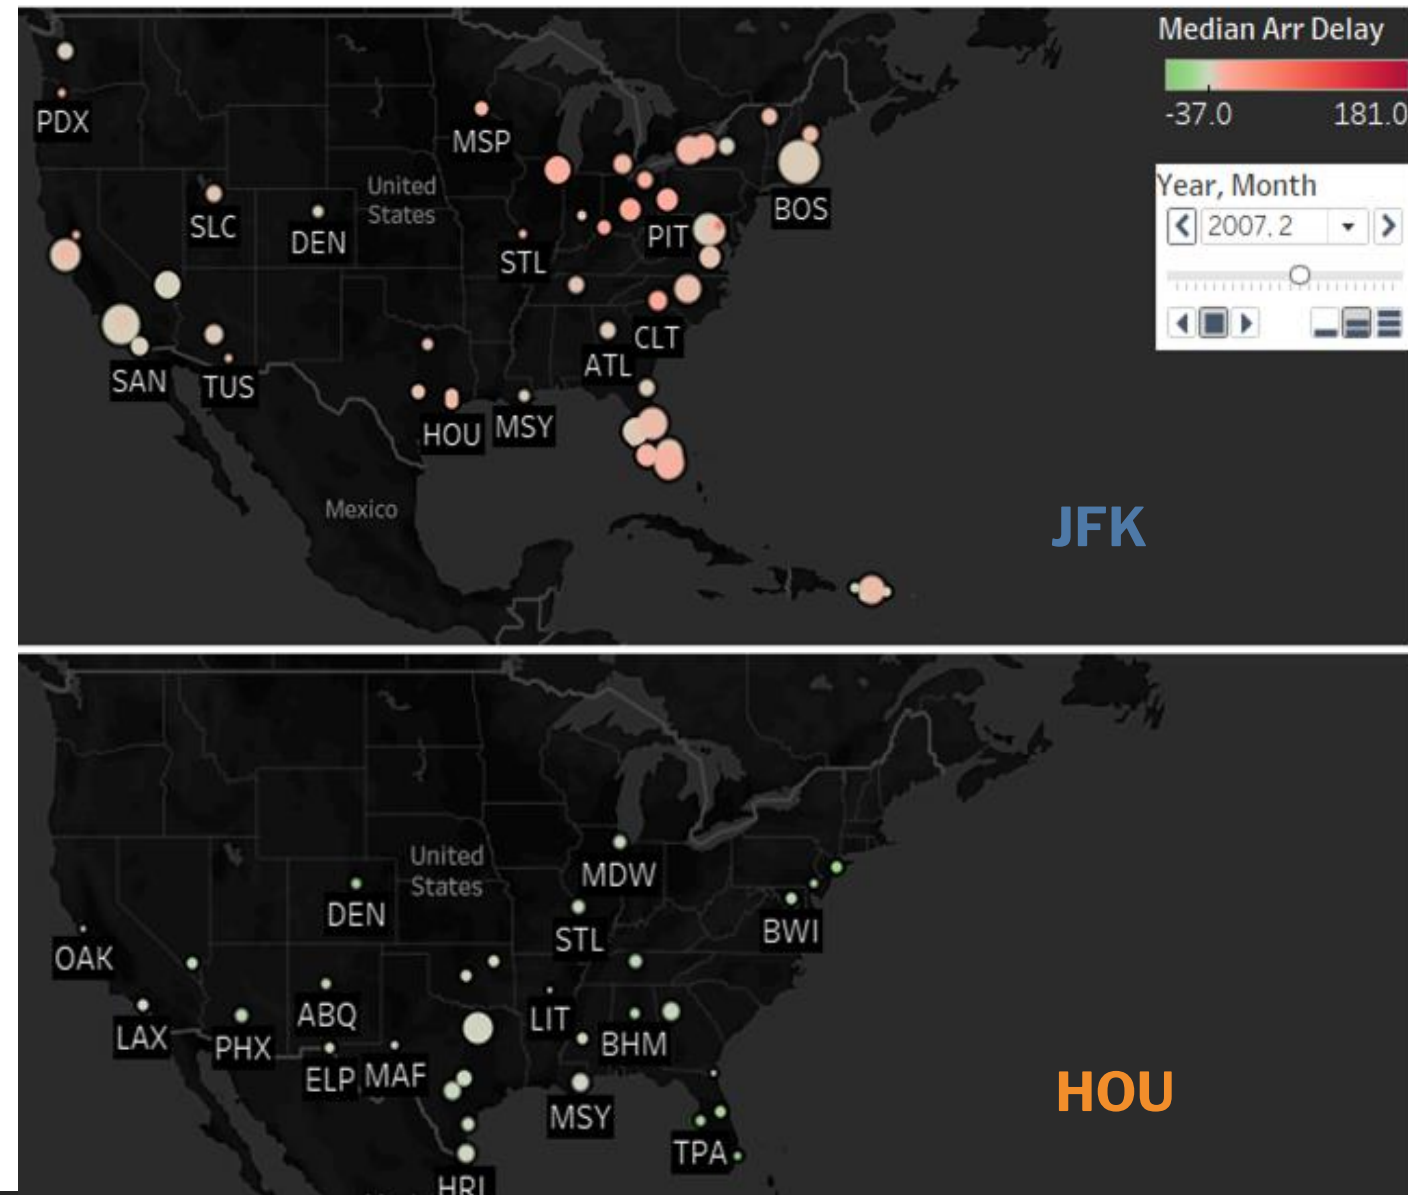 Median Arr Delay
-37.0 181.0
Year, Month
2007, 2
PDX
MSP
United
States
BOS
SLC
DEN
PIT
STL
CLT
ATL
SAN
TUS
MSY
HOU
Mexico
JFK
United
States
MDW
DEN
BWI
STL
OAK
ABQ
LIT
LAX
PHX
BHM
ELP
MAF
HOU
MSY
TPA
HRL